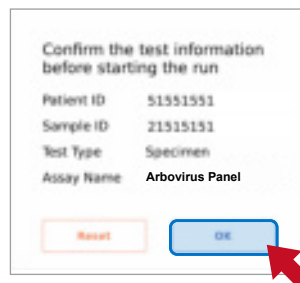 Confirm the test information
before starting the run
Patient ID 51551551
Sample ID 21515151
Test Type Specimen
Assay Name Arbovirus Panel
Reset OK